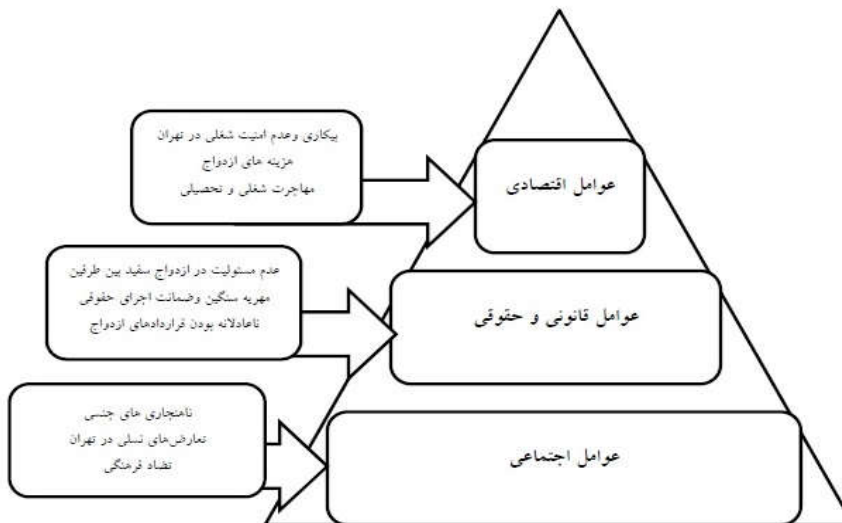 بیکاری وعدم امنیت شغلی در تهران
هزینه های ازدواج
مهاجرت شغلی و تحصیلی
عوامل اقتصادی
عدم مسئولیت در ازدواج سفید بین طرفین
مهریه سنگین وضمانت اجرای حقوقی
ناعادلانه بودن قراردادهای ازدواج
عوامل قانونی و حقوقی
ناهنجاری های جنسی
تعارض‌های نسلی در تهران
تضاد فرهنگی
عوامل اجتماعی